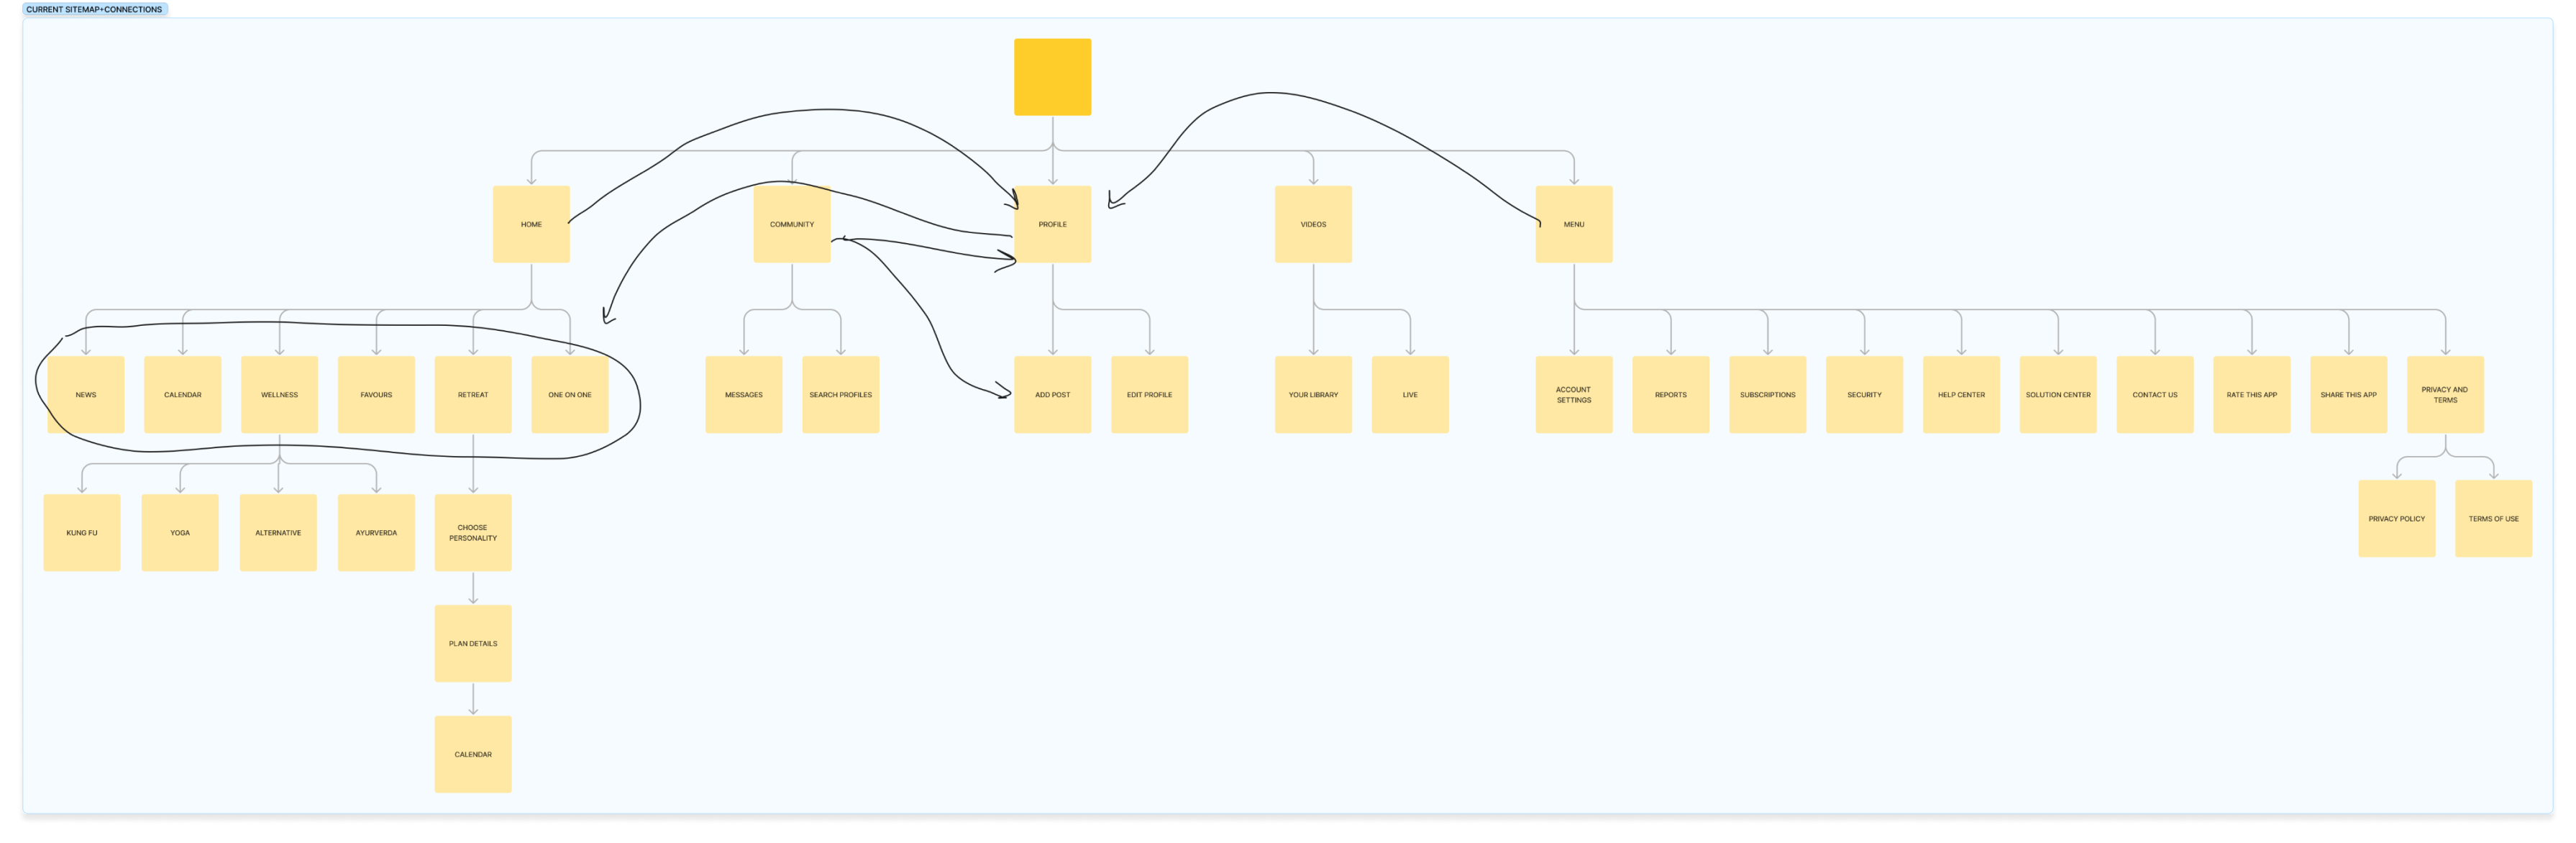 CURRENT SITEMAP+CONNECTIONS
HOME
COMMUNITY
PROFILE
VIDEOS
MENU
NEWS
CALENDAR
WELLNESS
FAVOURS
RETREAT
ONE ON ONE
MESSAGES
SEARCH PROFILES
ADD POST
EDIT PROFILE
YOUR LIBRARY
LIVE
ACCOUNT
SETTINGS
REPORTS
SUBSCRIPTIONS
SECURITY
HELP CENTER
SOLUTION CENTER
CONTACT US
RATE THIS APP
SHARE THIS APP
PRIVACY AND
TERMS
KUNG FU
YOGA
ALTERNATIVE
AYURVERDA
CHOOSE
PERSONALITY
PRIVACY POLICY
TERMS OF USE
PLAN DETAILS
CALENDAR